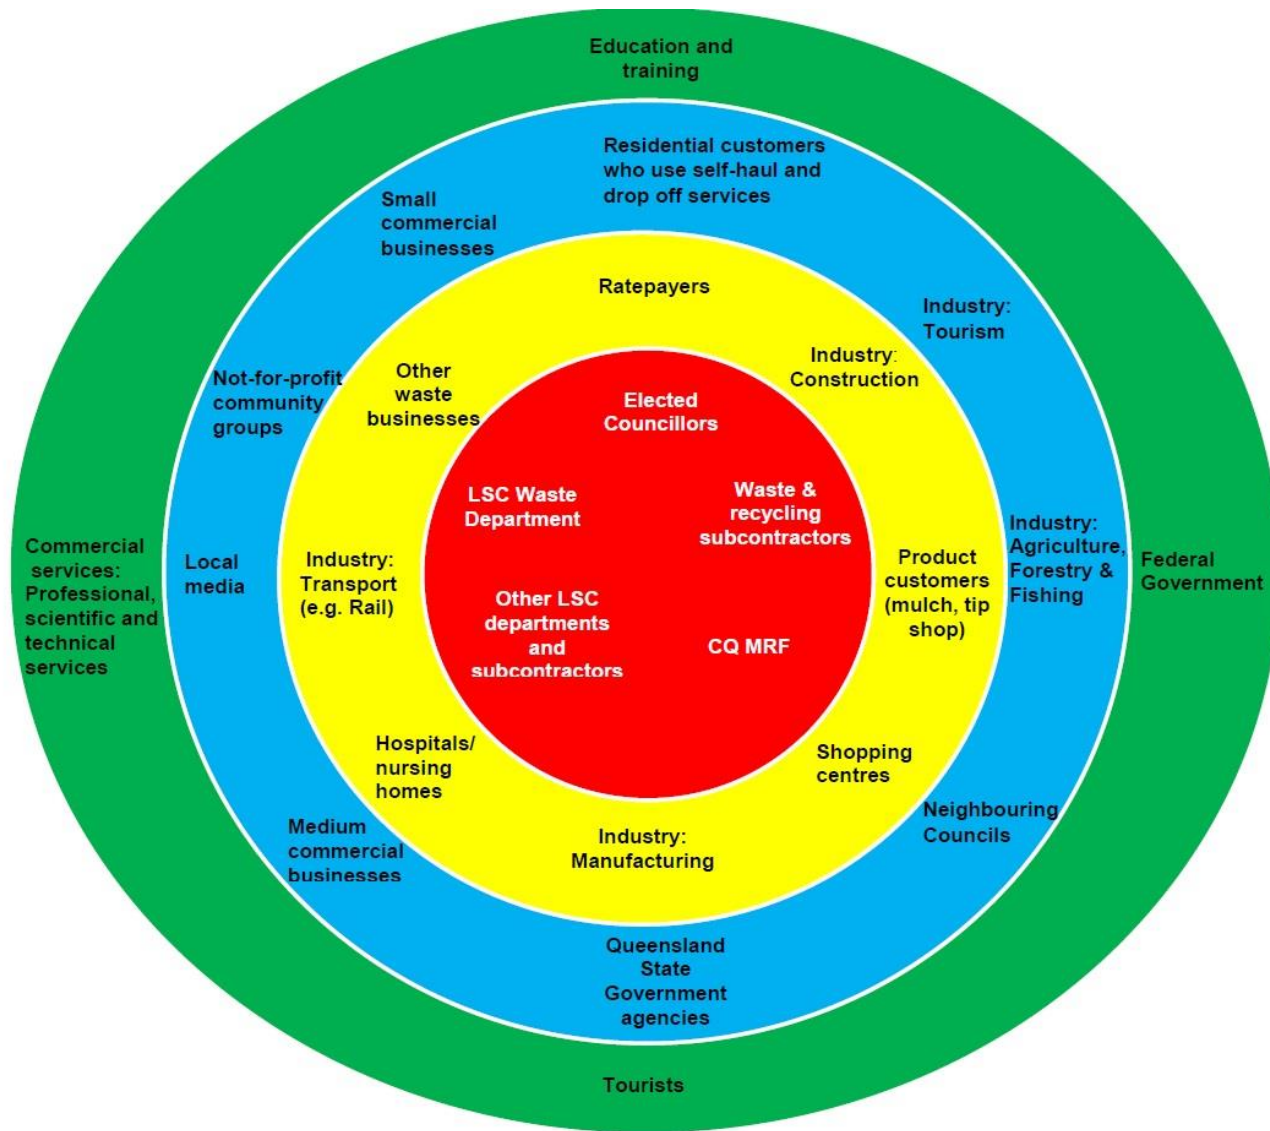 Education and
training
Residential customers
who use self-haul and
drop off services
Small
commercial
businesses
Ratepayers
Industry:
Tourism
Industry:
Construction
Other
waste
businesses
Not-for-profit
community
groups
Elected
Councillors
LSC Waste
Department
Waste &
recycling
subcontractors
Commercial
services:
Professional,
scientific and
technical
services
Local
media
Industry:
Transport
(e.g. Rail)
Other LSC
departments
and
subcontractors
CQ MRF
Product
customers
(mulch, tip
shop)
Industry:
Agriculture,
Forestry &
Fishing
Federal
Government
Hospitals/
nursing
homes
Shopping
centres
Medium
commercial
businesses
Industry:
Manufacturing
Neighbouring
Councils
Queensland
State
Government
agencies
Tourists